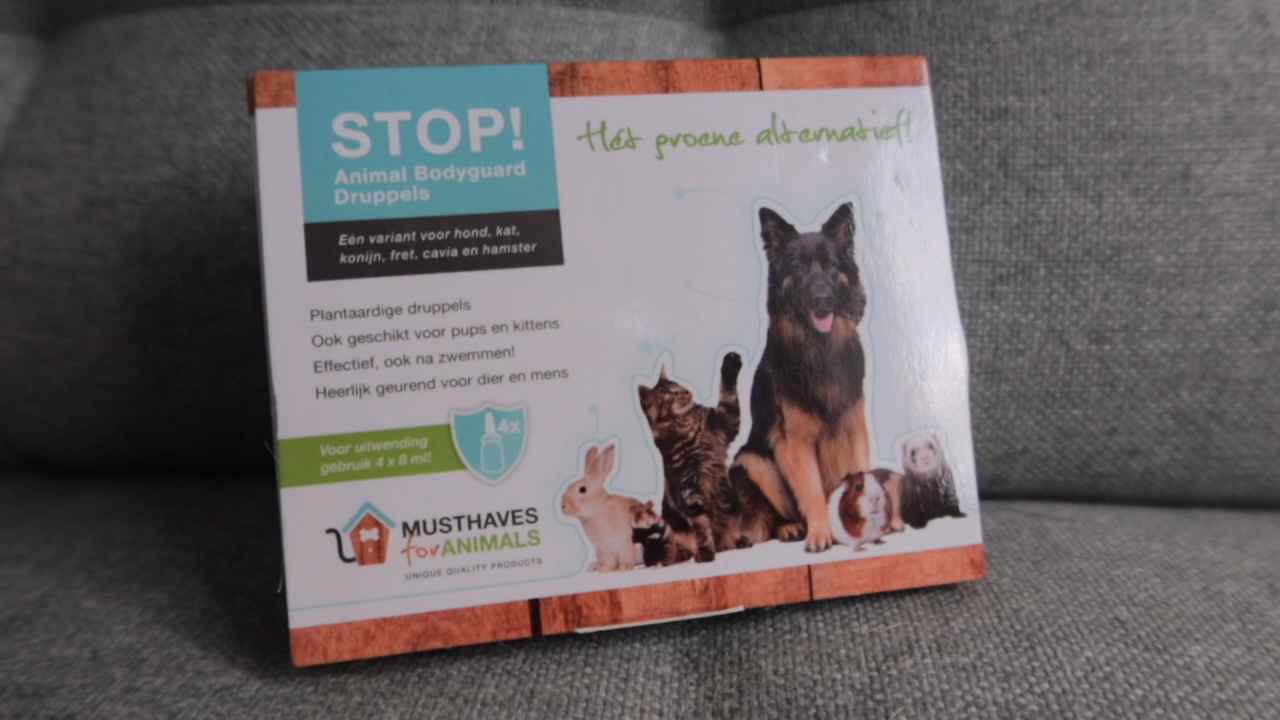 STOP!
Animal Bodyguard
Druppels
Eén variant voor hond, kat,
konijn, fret, cavia en hamster
Hét groene alternatief!
Plantaardige druppels
Ook geschikt voor pups en kittens
Effectief, ook na zwemmen!
Heerlijk geurend voor dier en mens
4x
Voor uitwending
gebruik 4 x 8 ml!
MUSTHAVES
forANIMALS
UNIQUE QUALITY PRODUCTS